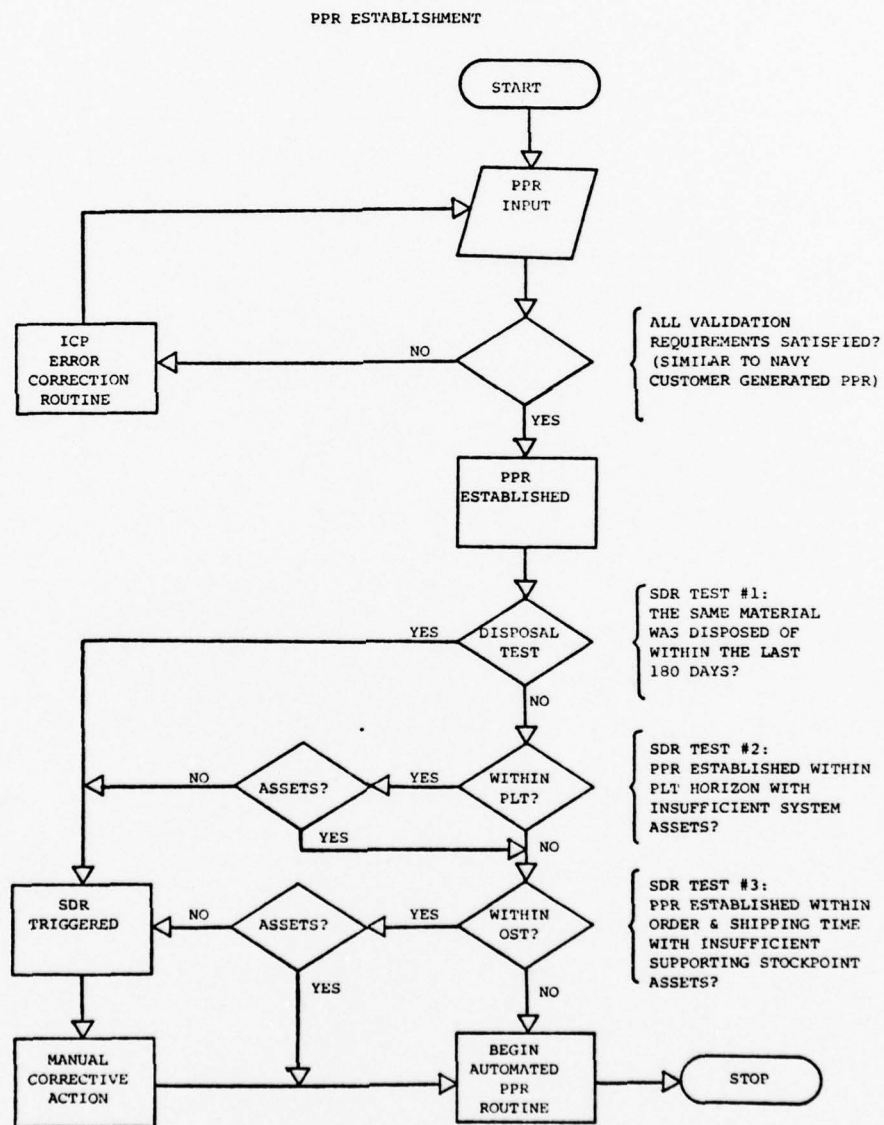 PPR ESTABLISHMENT
START
PPR
INPUT
ICP
ERROR
CORRECTION
ROUTINE
NO
ALL VALIDATION
REQUIREMENTS SATISFIED?
(SIMILAR TO NAVY
CUSTOMER GENERATED PPR)
YES
PPR
ESTABLISHED
YES
DISPOSAL
TEST
SDR TEST #1:
THE SAME MATERIAL
WAS DISPOSED OF
WITHIN THE LAST
180 DAYS?
NO
NO
ASSETS?
YES
WITHIN
PLT?
SDR TEST #2:
PPR ESTABLISHED WITHIN
PLT HORIZON WITH
INSUFFICIENT SYSTEM
ASSETS?
YES
NO
SDR
TRIGGERED
NO
ASSETS?
YES
WITHIN
OST?
SDR TEST #3:
PPR ESTABLISHED WITHIN
ORDER & SHIPPING TIME
WITH INSUFFICIENT
SUPPORTING STOCKPOINT
ASSETS?
YES
NO
MANUAL
CORRECTIVE
ACTION
BEGIN
AUTOMATED
PPR
ROUTINE
STOP